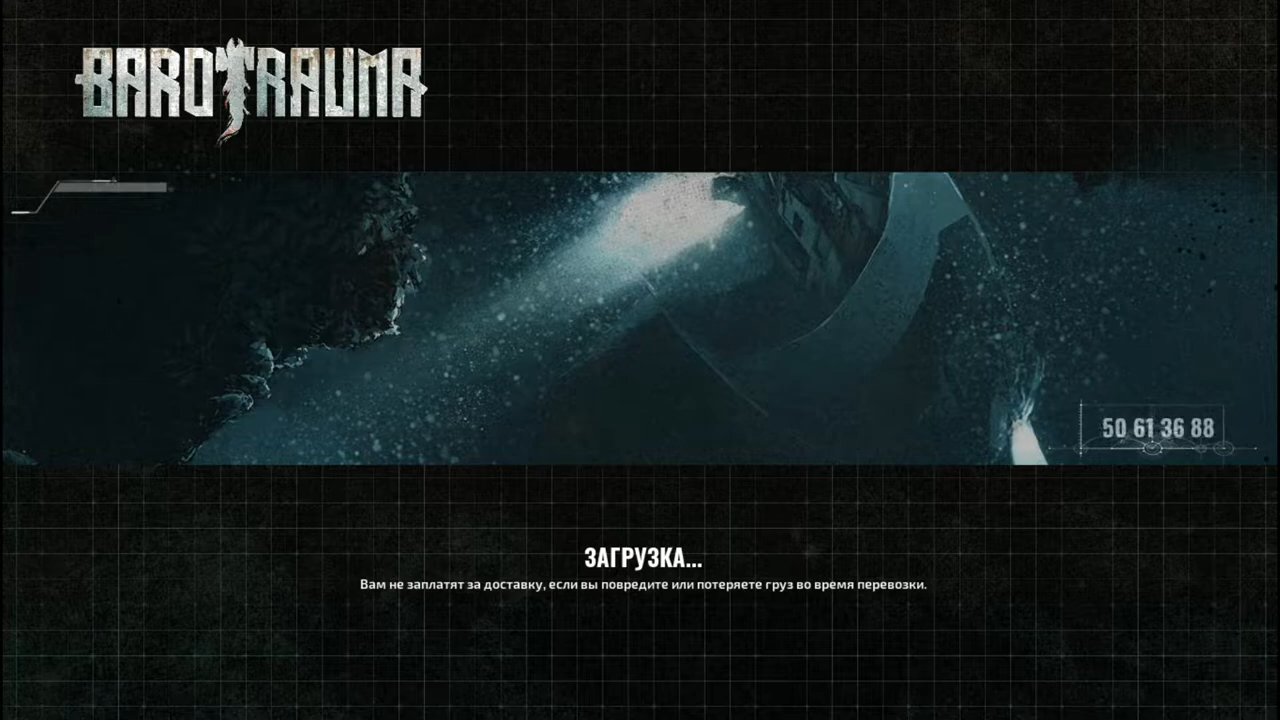 BAROTRAUMA
50 61 36 88
ЗАГРУЗКА...
Вам не заплатят за доставку, если вы повредите или потеряете груз во время перевозки.